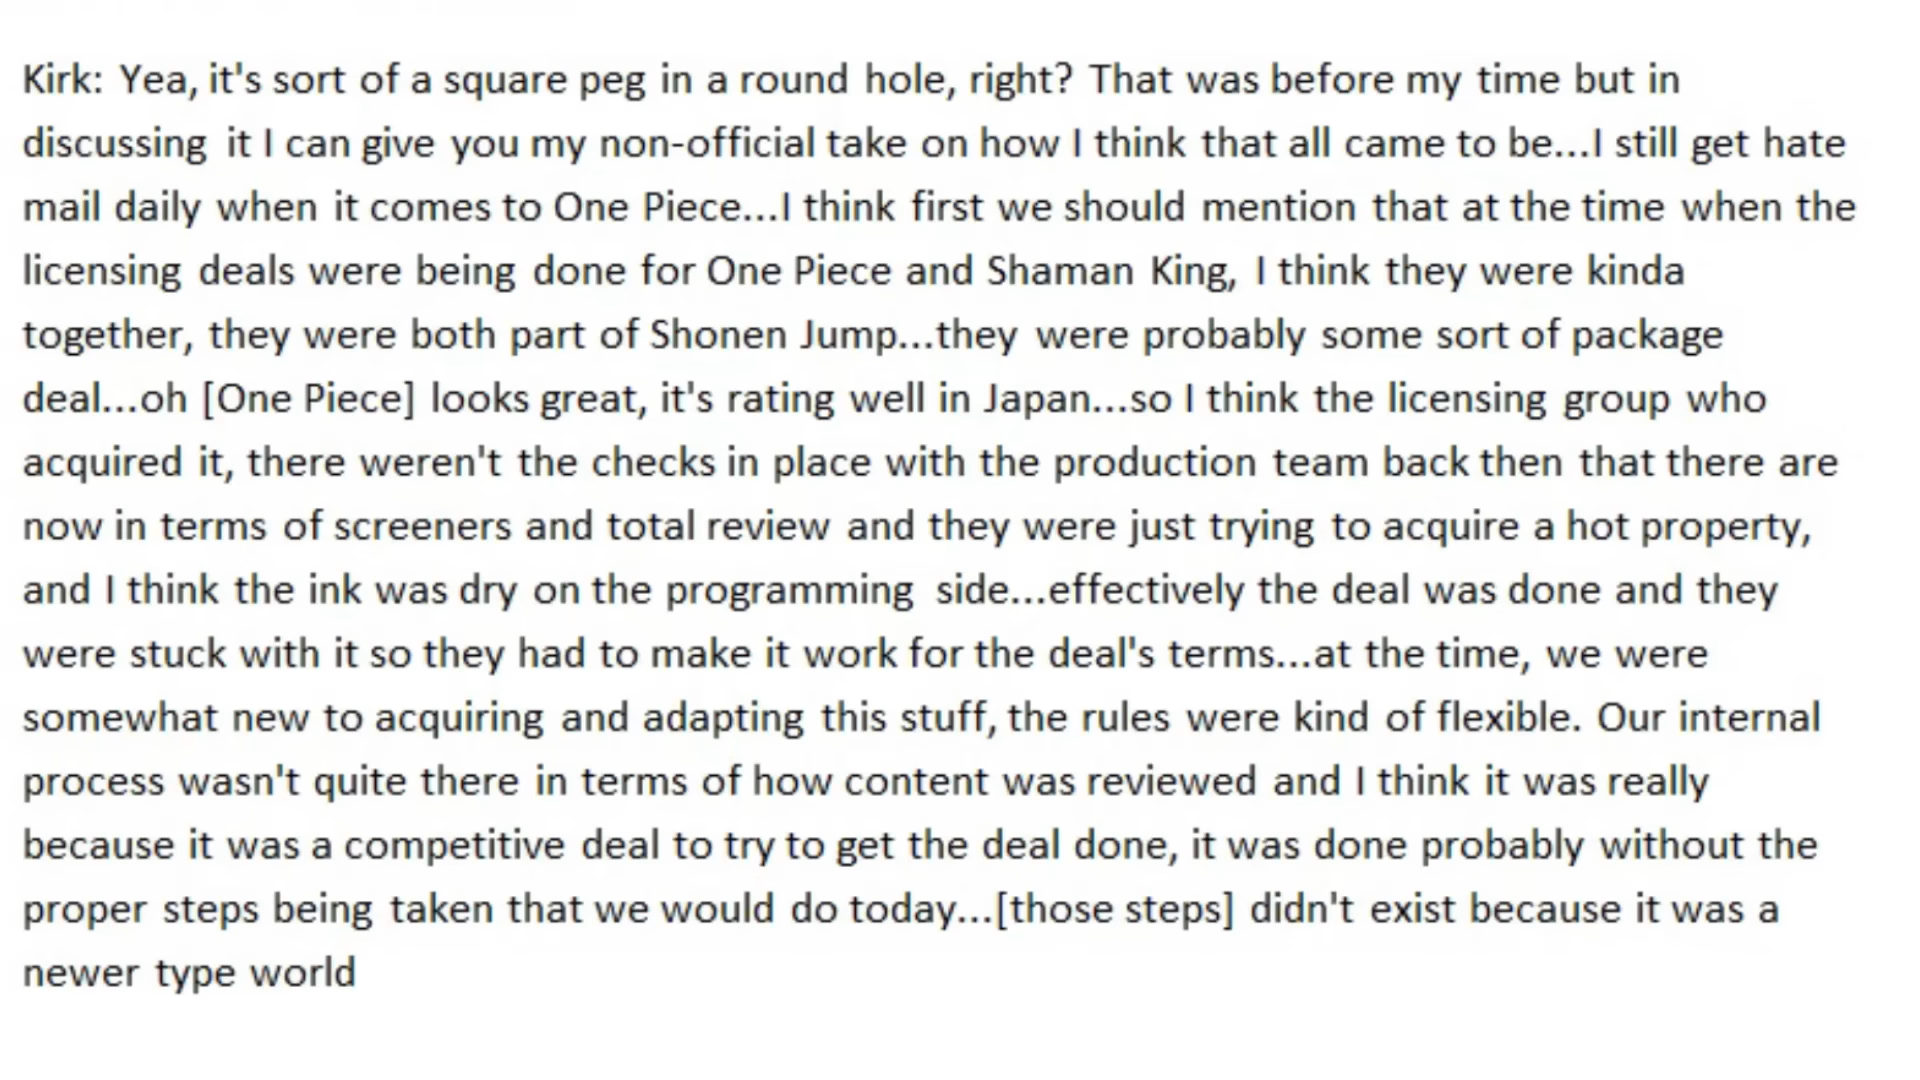 Kirk: Yea, it's sort of a square peg in a round hole, right? That was before my time but in
discussing it I can give you my non-official take on how I think that all came to be...I still get hate
mail daily when it comes to One Piece...I think first we should mention that at the time when the
licensing deals were being done for One Piece and Shaman King, I think they were kinda
together, they were both part of Shonen Jump...they were probably some sort of package
deal...oh [One Piece] looks great, it's rating well in Japan...so I think the licensing group who
acquired it, there weren't the checks in place with the production team back then that there are
now in terms of screeners and total review and they were just trying to acquire a hot property,
and I think the ink was dry on the programming side...effectively the deal was done and they
were stuck with it so they had to make it work for the deal's terms...at the time, we were
somewhat new to acquiring and adapting this stuff, the rules were kind of flexible. Our internal
process wasn't quite there in terms of how content was reviewed and I think it was really
because it was a competitive deal to try to get the deal done, it was done probably without the
proper steps being taken that we would do today...[those steps] didn't exist because it was a
newer type world